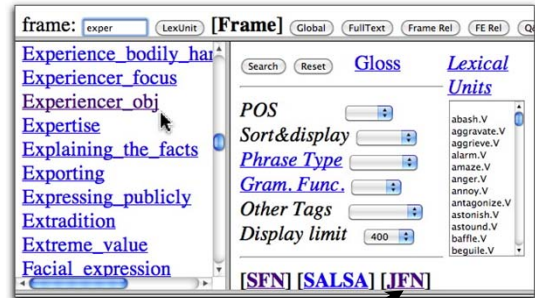 frame: exper (LexUnit) [Frame] Global FullText Frame Rel FE Rel
Experience_bodily_har
Experiencer_focus
Experiencer_obj
Expertise
Explaining_the_facts
Exporting
Expressing_publicly
Extradition
Extreme_value
Facial_expression
Search Reset Gloss
POS
Sort&display
Phrase Type
Gram. Func.
Other Tags
Display limit 400
[SFN] [SALSA] [JFN]
Lexical
Units
abash.V
aggravate.V
aggrieve.V
alarm.V
amaze.V
anger.V
annoy.V
antagonize.V
astonish.V
astound.V
baffle.V
beguile.V